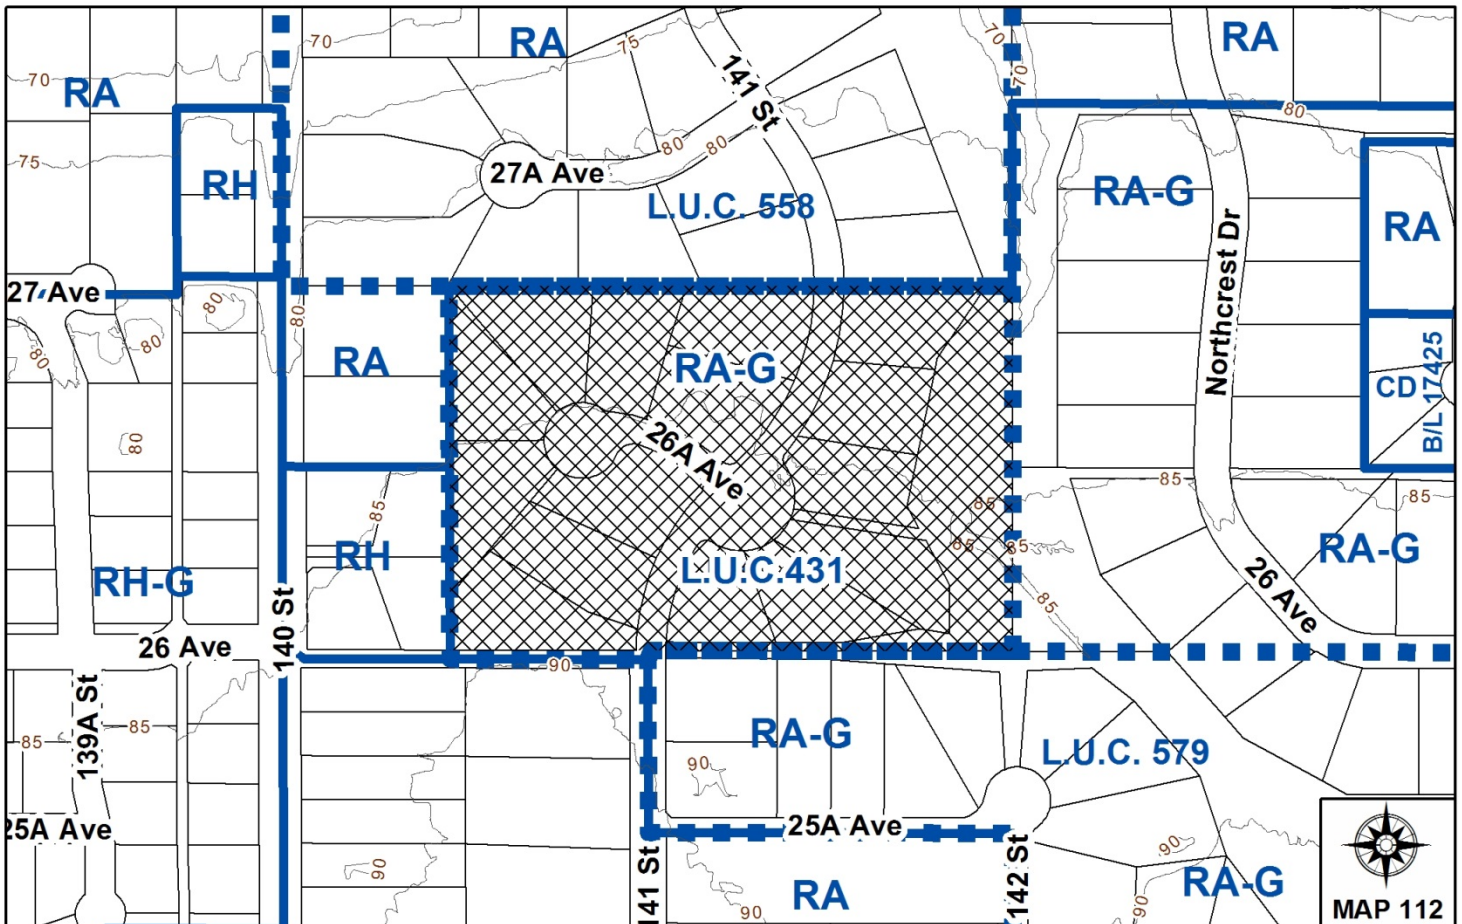 RA
70
RA
75
70
70
RA
70
RA
141 St
80
75
RH
27A Ave
80
80
L.U.C. 558
RA-G
RA
Northcrest Dr
27 Ave
80
80
80
80
RA
RA-G
CD
B/L 17425
80
26A Ave
85
RH
85
85
85
85
85
85
RA-G
L.U.C.431
RH-G
140 St
26 Ave
26 Ave
90
139A St
85
85
RA-G
L.U.C. 579
90
25A Ave
25A Ave
90
141 St
RA
90
142 St
90
90
RA-G
MAP 112